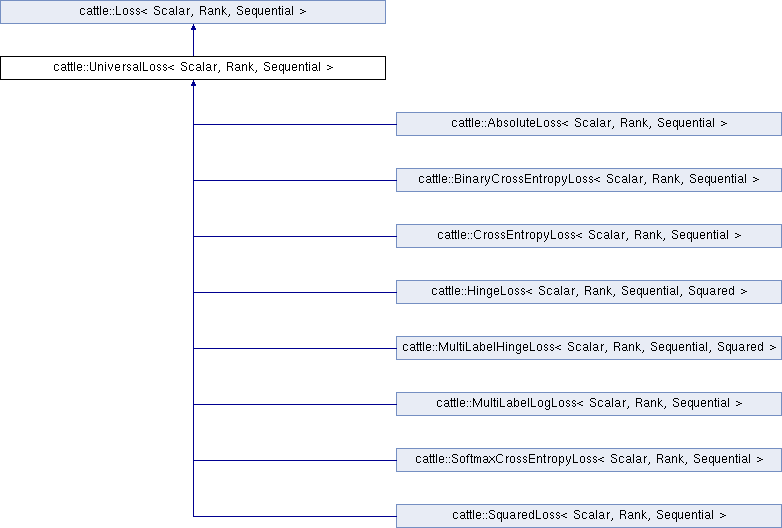 cattle::Loss< Scalar, Rank, Sequential >
cattle::UniversalLoss< Scalar, Rank, Sequential >
cattle::AbsoluteLoss< Scalar, Rank, Sequential >
cattle::BinaryCrossEntropyLoss< Scalar, Rank, Sequential >
cattle::CrossEntropyLoss< Scalar, Rank, Sequential >
cattle::HingeLoss< Scalar, Rank, Sequential, Squared >
cattle::MultiLabelHingeLoss< Scalar, Rank, Sequential, Squared >
cattle::MultiLabelLogLoss< Scalar, Rank, Sequential >
cattle::SoftmaxCrossEntropyLoss< Scalar, Rank, Sequential >
cattle::SquaredLoss< Scalar, Rank, Sequential >